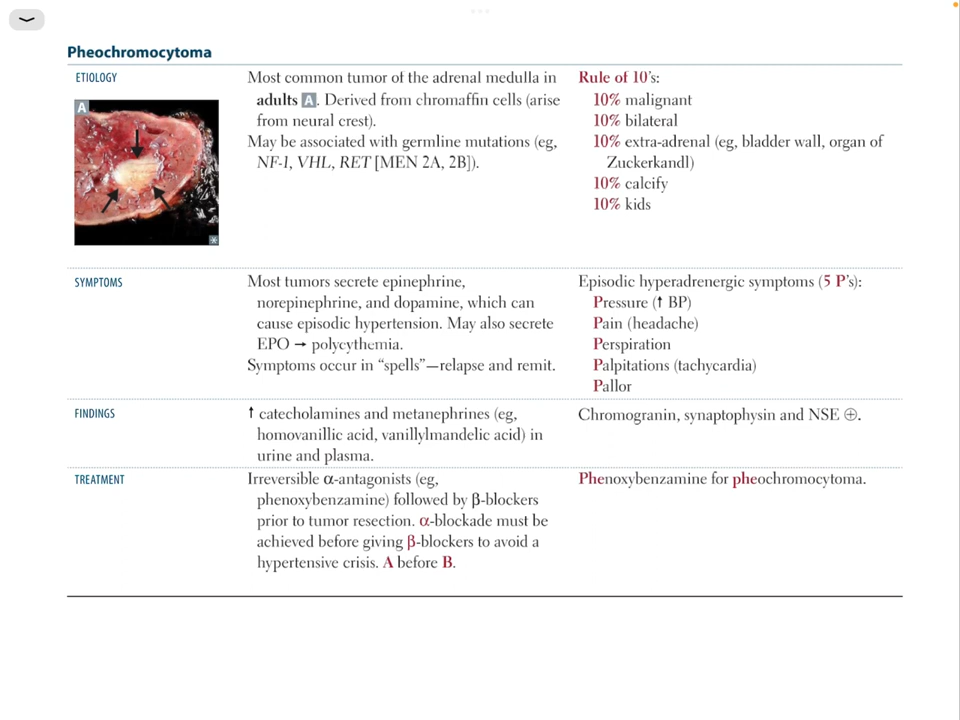 Pheochromocytoma
ETIOLOGY
A
Most common tumor of the adrenal medulla in
adults A. Derived from chromaffin cells (arise
from neural crest).
May be associated with germline mutations (eg,
NF-1, VHL, RET [MEN 2A, 2B]).
Rule of 10's:
10% malignant
10% bilateral
10% extra-adrenal (eg, bladder wall, organ of
Zuckerkandl)
10% calcify
10% kids
SYMPTOMS
Most tumors secrete epinephrine,
norepinephrine, and dopamine, which can
cause episodic hypertension. May also secrete
EPO → polycythemia.
Symptoms occur in “spells”—relapse and remit.
Episodic hyperadrenergic symptoms (5 P's):
Pressure (↑ BP)
Pain (headache)
Perspiration
Palpitations (tachycardia)
Pallor
FINDINGS
↑ catecholamines and metanephrines (eg,
homovanillic acid, vanillylmandelic acid) in
urine and plasma.
Chromogranin, synaptophysin and NSE ⊕.
TREATMENT
Irreversible α-antagonists (eg,
phenoxybenzamine) followed by β-blockers
prior to tumor resection. α-blockade must be
achieved before giving β-blockers to avoid a
hypertensive crisis. A before B.
Phenoxybenzamine for pheochromocytoma.